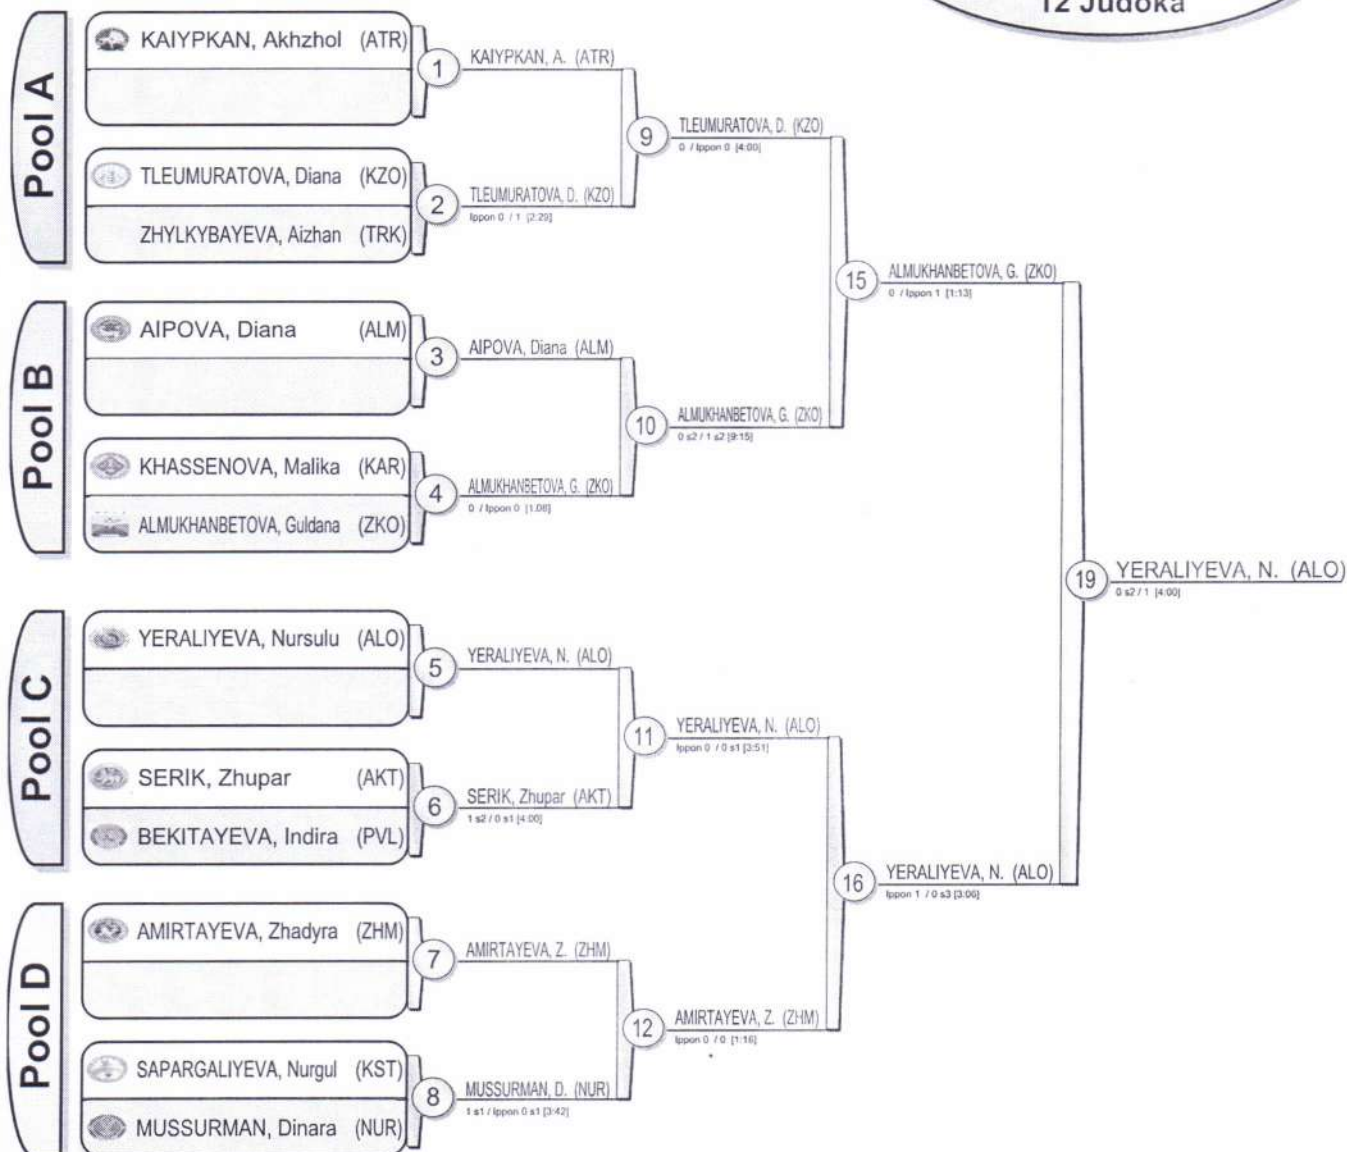 12 Judoka
Pool A
KAIYPKAN, Akhzhol (ATR)
1
KAIYPKAN, A. (ATR)
TLEUMURATOVA, Diana (KZO)
ZHYLKYBAYEVA, Aizhan (TRK)
2
TLEUMURATOVA, D. (KZO)
Ippon 0 / 1 [2:29]
9
TLEUMURATOVA, D. (KZO)
0 / Ippon 0 [4:00]
Pool B
AIPOVA, Diana (ALM)
3
AIPOVA, Diana (ALM)
KHASSENOVA, Malika (KAR)
ALMUKHANBETOVA, Guldana (ZKO)
4
ALMUKHANBETOVA, G. (ZKO)
0 / Ippon 0 [1:08]
10
ALMUKHANBETOVA, G. (ZKO)
0 s2 / 1 s2 [9:15]
15
ALMUKHANBETOVA, G. (ZKO)
0 / Ippon 1 [1:13]
Pool C
YERALIYEVA, Nursulu (ALO)
5
YERALIYEVA, N. (ALO)
SERIK, Zhupar (AKT)
BEKITAYEVA, Indira (PVL)
6
SERIK, Zhupar (AKT)
1 s2 / 0 s1 [4:00]
11
YERALIYEVA, N. (ALO)
Ippon 0 / 0 s1 [3:51]
Pool D
AMIRTAYEVA, Zhadyra (ZHM)
7
AMIRTAYEVA, Z. (ZHM)
SAPARGALIYEVA, Nurgul (KST)
MUSSURMAN, Dinara (NUR)
8
MUSSURMAN, D. (NUR)
1 s1 / Ippon 0 s1 [3:42]
12
AMIRTAYEVA, Z. (ZHM)
Ippon 0 / 0 [1:16]
16
YERALIYEVA, N. (ALO)
Ippon 1 / 0 s3 [3:06]
19
YERALIYEVA, N. (ALO)
0 s2 / 1 [4:00]